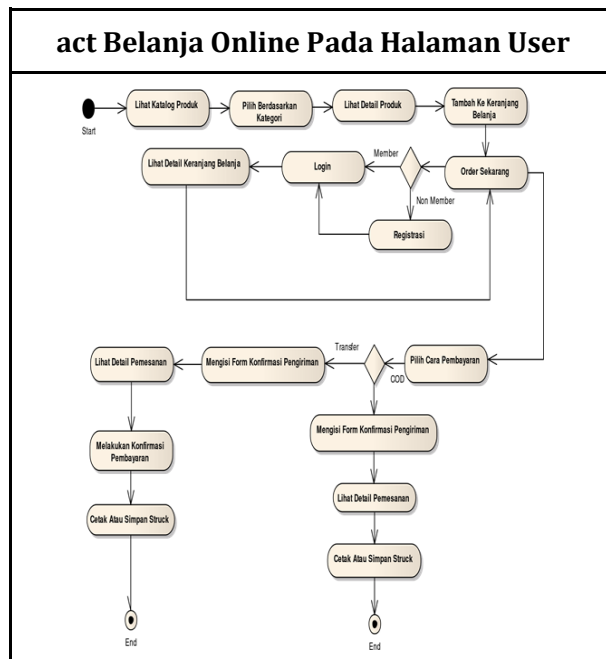 act Belanja Online Pada Halaman User
Start
Lihat Katalog Produk
Pilih Berdasarkan
Kategori
Lihat Detail Produk
Tambah Ke Keranjang
Belanja
Order Sekarang
Member
Non Member
Login
Registrasi
Lihat Detail Keranjang Belanja
Pilih Cara Pembayaran
Transfer
COD
Mengisi Form Konfirmasi Pengiriman
Lihat Detail Pemesanan
Melakukan Konfirmasi
Pembayaran
Cetak Atau Simpan Struck
End
Mengisi Form Konfirmasi Pengiriman
Lihat Detail Pemesanan
Cetak Atau Simpan Struck
End